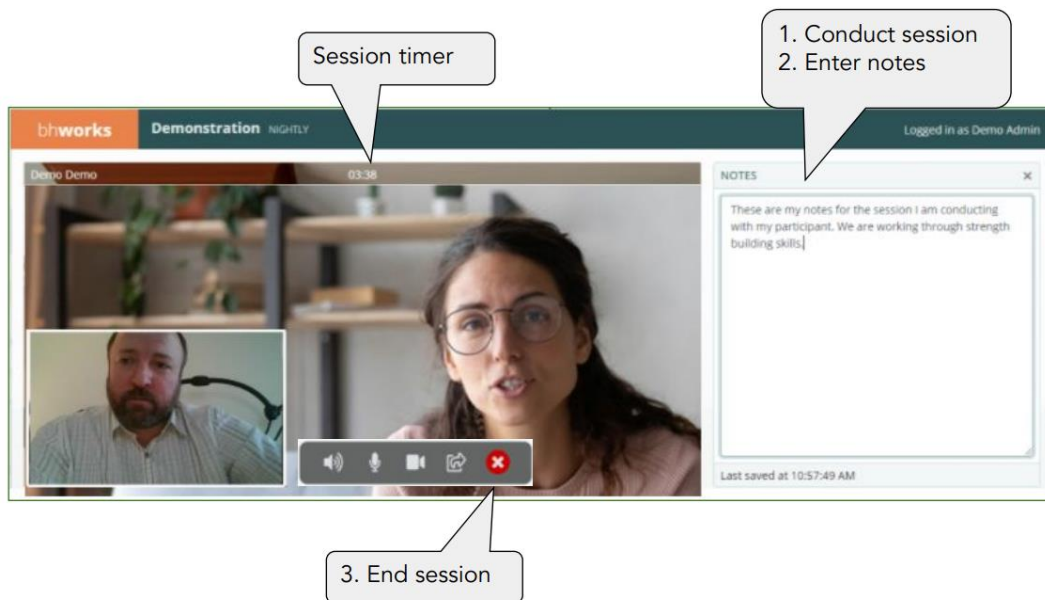 Session timer
1. Conduct session
2. Enter notes
bhworks
Demonstration NIGHTLY
Logged in as Demo Admin
Demo Demo
03:38
NOTES
These are my notes for the session I am conducting
with my participant. We are working through strength
building skills.
Last saved at 10:57:49 AM
3. End session